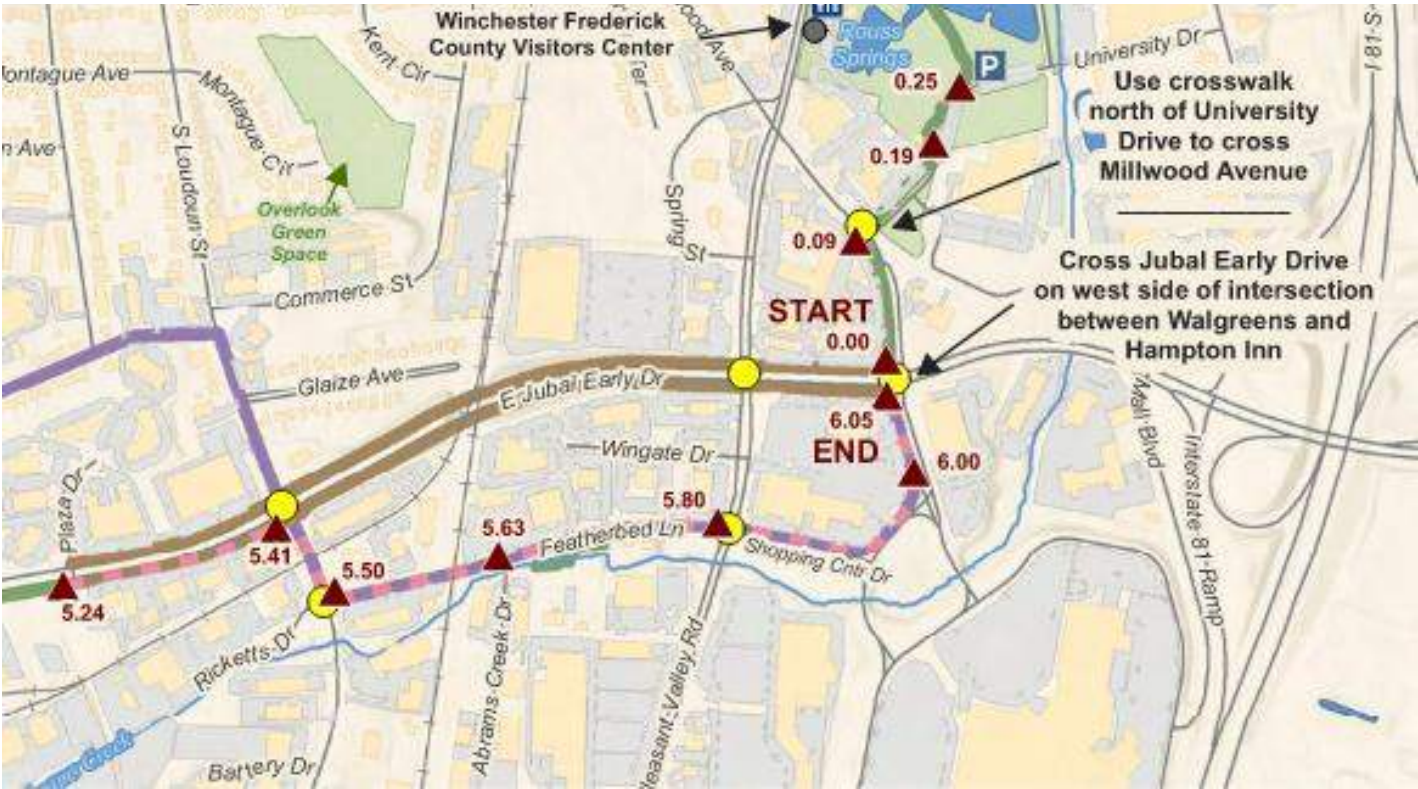 Winchester Frederick
County Visitors Center
Kent Cir
Rouss
Springs
P
University Dr
S 81 I
Montague Cir
S Loudoun St
Overlook
Green
Space
Commerce St
Spring St
0.25
0.19
0.09
Use crosswalk
north of University
Drive to cross
Millwood Avenue
Cross Jubal Early Drive
on west side of intersection
between Walgreens and
Hampton Inn
START
0.00
Glaize Ave
E Jubal Early Dr
6.05
END
6.00
Mall Blvd
Interstate 81 Ramp
Wingate Dr
Plaza Dr
5.80
5.63
Featherbed Ln
Shopping Cntr Dr
5.41
5.50
5.24
Ricketts Dr
Abrams Creek Dr
leasant Valley Rd
Battery Dr
Creek